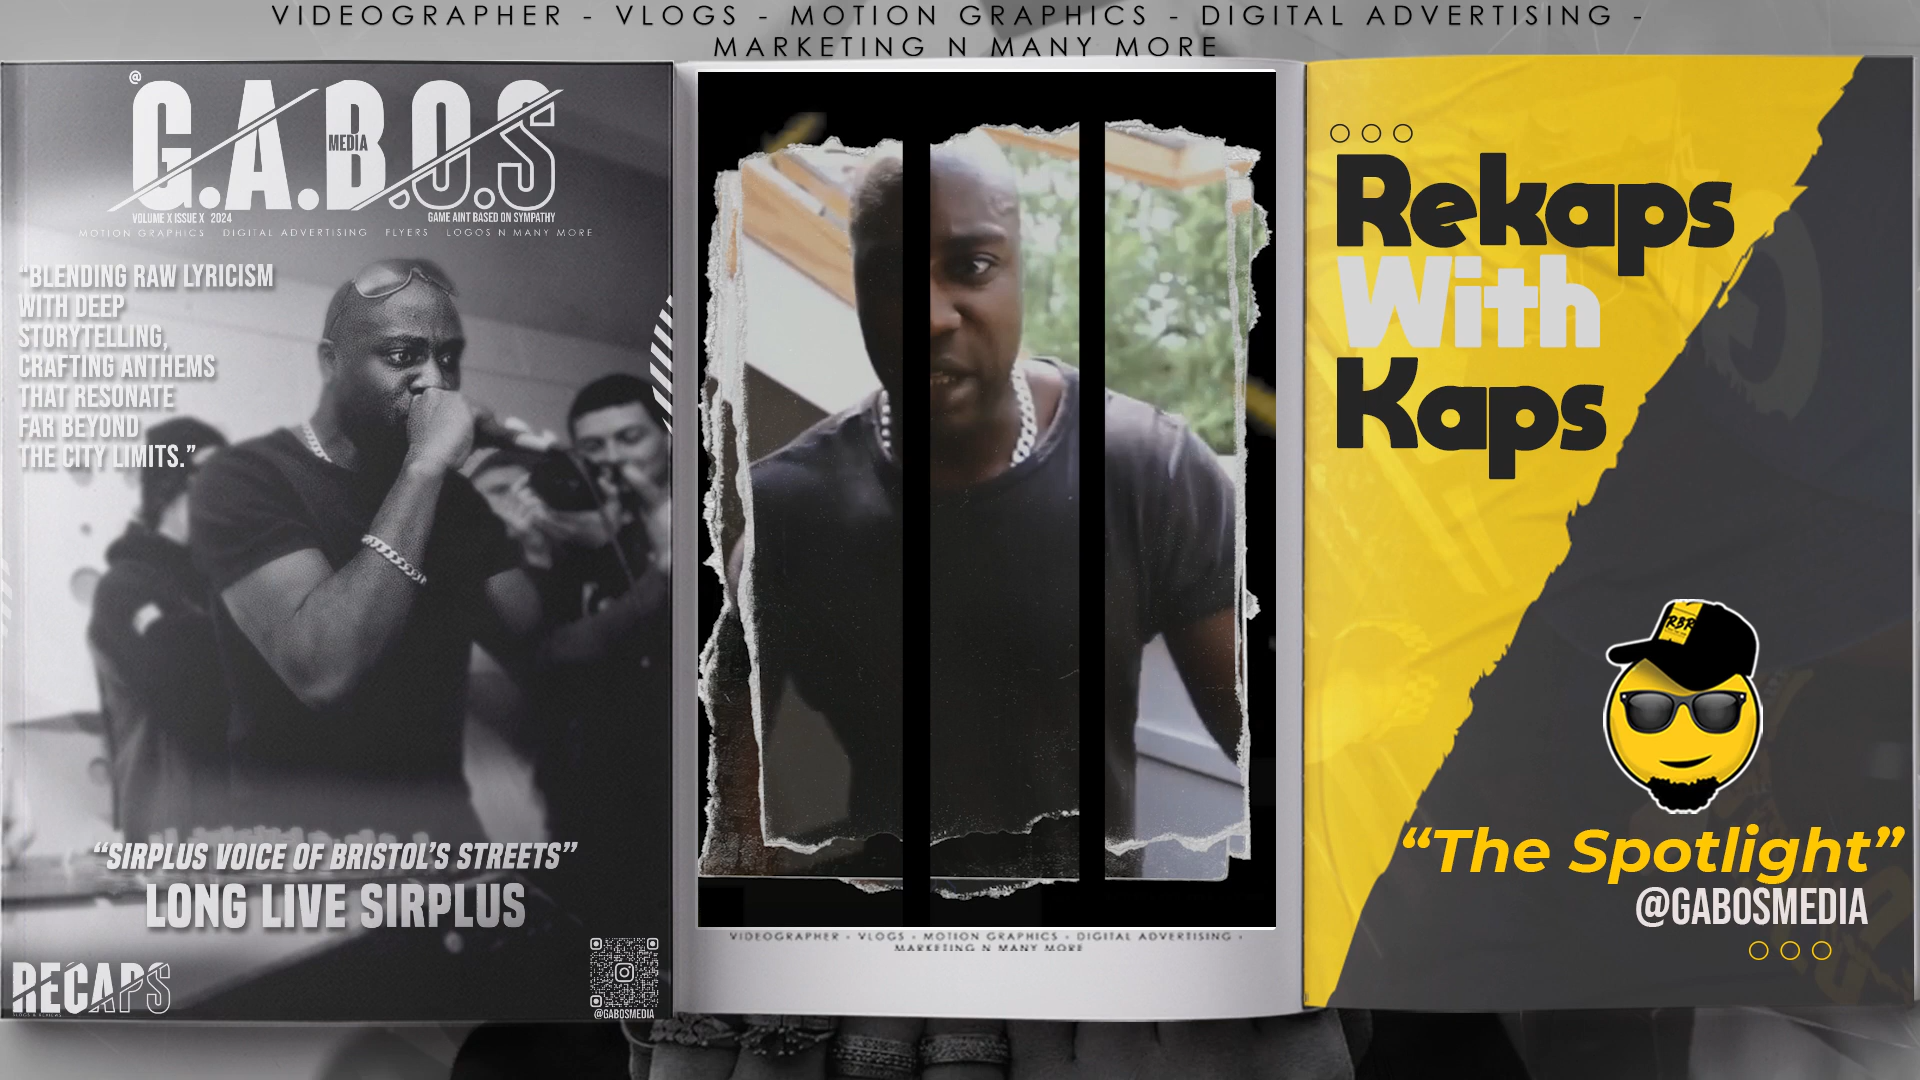 VIDEOGRAPHER - VLOGS - MOTION GRAPHICS - DIGITAL ADVERTISING -
MARKETING N MANY MORE
@
G.A.B.O.S
MEDIA
VOLUME X ISSUE X 2024
GAME AINT BASED ON SYMPATHY
MOTION GRAPHICS DIGITAL ADVERTISING FLYERS LOGOS N MANY MORE
“BLENDING RAW LYRICISM
WITH DEEP
STORYTELLING,
CRAFTING ANTHEMS
THAT RESONATE
FAR BEYOND
THE CITY LIMITS.”
“SIRPLUS VOICE OF BRISTOL’S STREETS”
LONG LIVE SIRPLUS
RECAPS
@GABOSMEDIA
VIDEOGRAPHER - VLOGS - MOTION GRAPHICS - DIGITAL ADVERTISING -
MARKETING N MANY MORE
Rekaps
With
Kaps
RBR
“The Spotlight”
@GABOSMEDIA